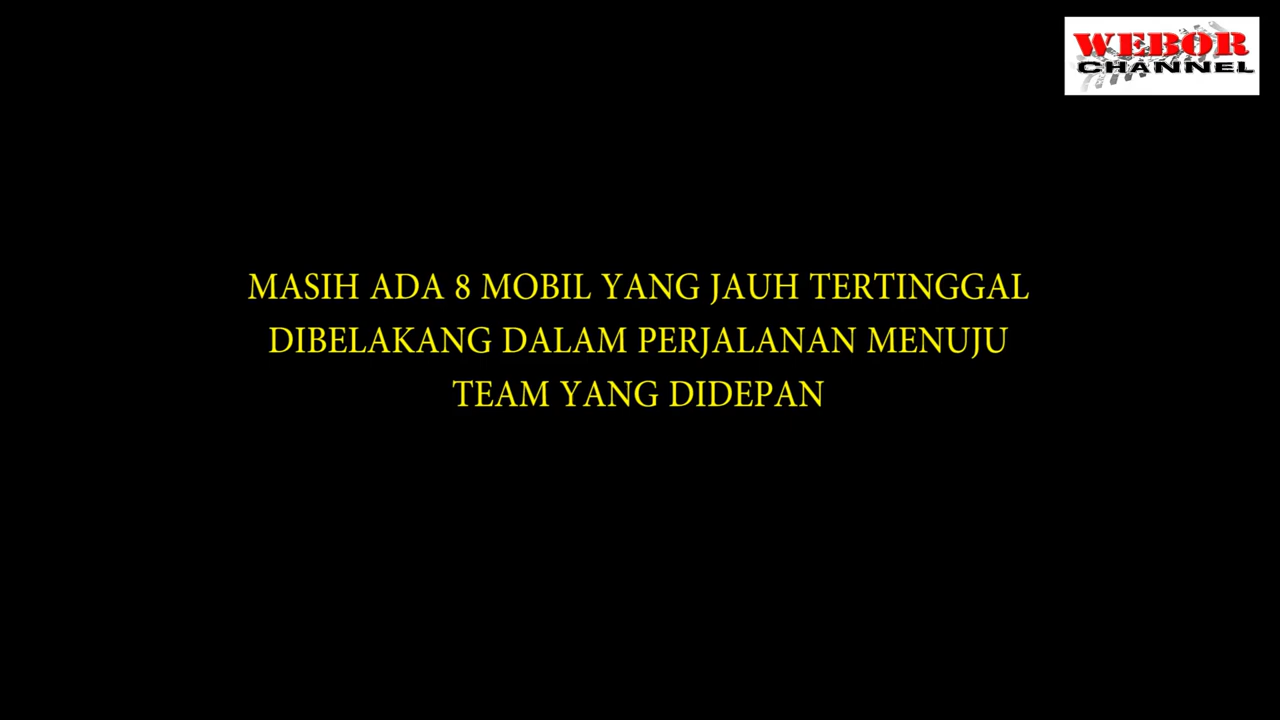 WEBOR
CHANNEL
MASIH ADA 8 MOBIL YANG JAUH TERTINGGAL
DIBELAKANG DALAM PERJALANAN MENUJU
TEAM YANG DIDEPAN